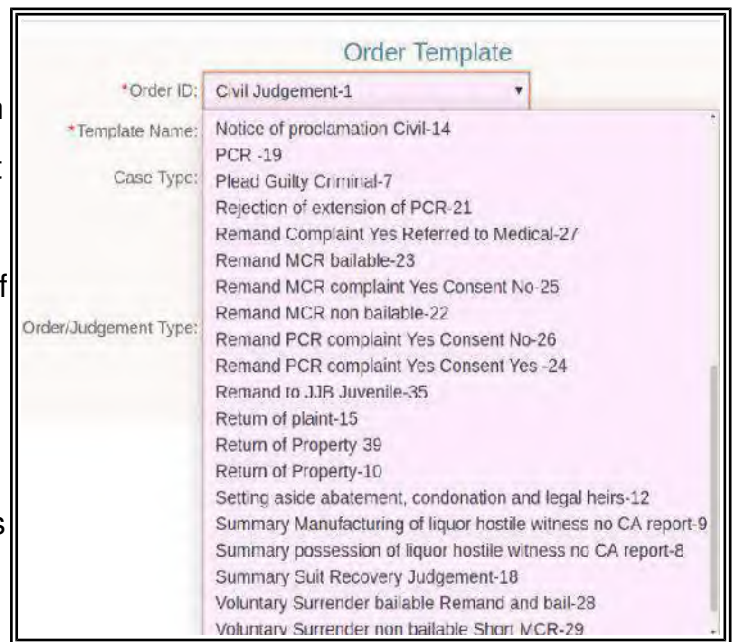 Order Template
*Order ID: Civil Judgement-1
*Template Name:
Case Type:
Order/Judgement Type:
Notice of proclamation Civil-14
PCR -19
Plead Guilty Criminal-7
Rejection of extension of PCR-21
Remand Complaint Yes Referred to Medical-27
Remand MCR bailable-23
Remand MCR complaint Yes Consent No-25
Remand MCR non bailable-22
Remand PCR complaint Yes Consent No-26
Remand PCR complaint Yes Consent Yes -24
Remand to JJB Juvenile-35
Return of plaint-15
Return of Property 39
Return of Property-10
Setting aside abatement, condonation and legal heirs-12
Summary Manufacturing of liquor hostile witness no CA report-9
Summary possession of liquor hostile witness no CA report-8
Summary Suit Recovery Judgement-18
Voluntary Surrender bailable Remand and bail-28
Voluntary Surrender non bailable Short MCR-29